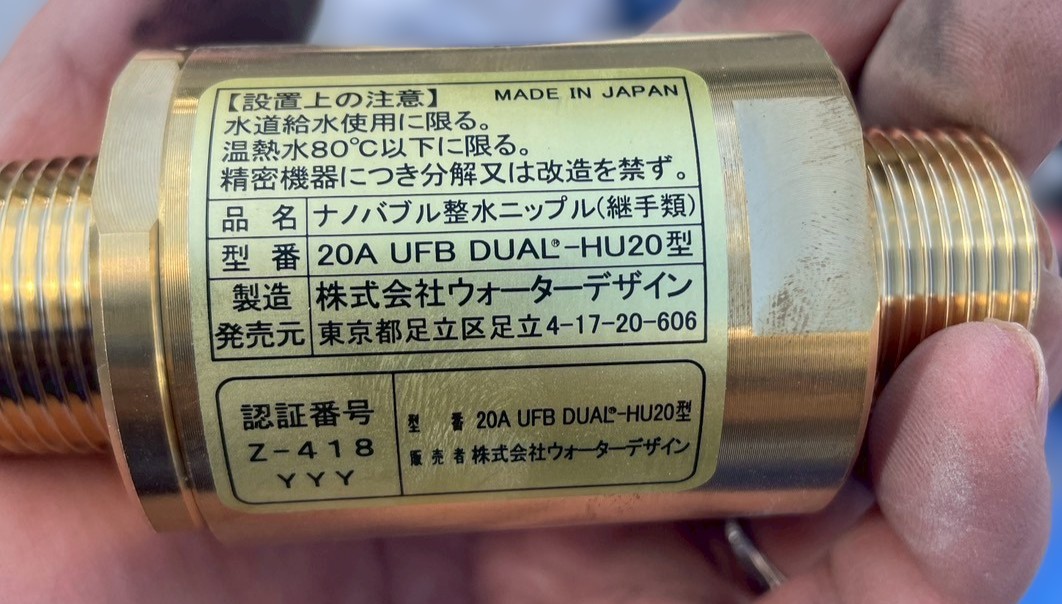 【設置上の注意】 MADE IN JAPAN
水道給水使用に限る。
温熱水80℃以下に限る。
精密機器につき分解又は改造を禁ず。
品 名 ナノバブル整水ニップル(継手類)
型 番 20A UFB DUAL®-HU20型
製造 株式会社ウォーターデザイン
発売元 東京都足立区足立4-17-20-606
認証番号
Z-418
YYY
型 番 20A UFB DUAL®-HU20型
販売者 株式会社ウォーターデザイン